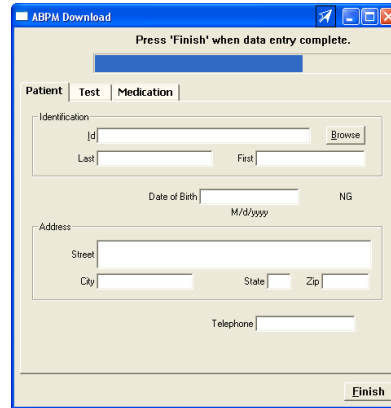 ABPM Download
Press 'Finish' when data entry complete.
Patient Test Medication
Identification
Id Browse
Last First
Date of Birth NG
M/d/yyyy
Address
Street
City State Zip
Telephone
Finish